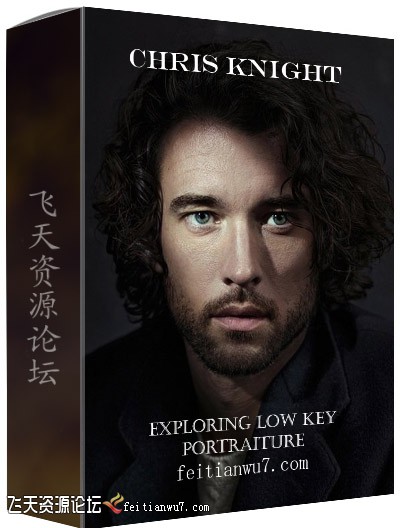 CHRIS KNIGHT
飞天资源论坛
EXPLORING LOW KEY
PORTRAITURE
feitianwu7.com
飞天资源论坛 feitianwu7.com